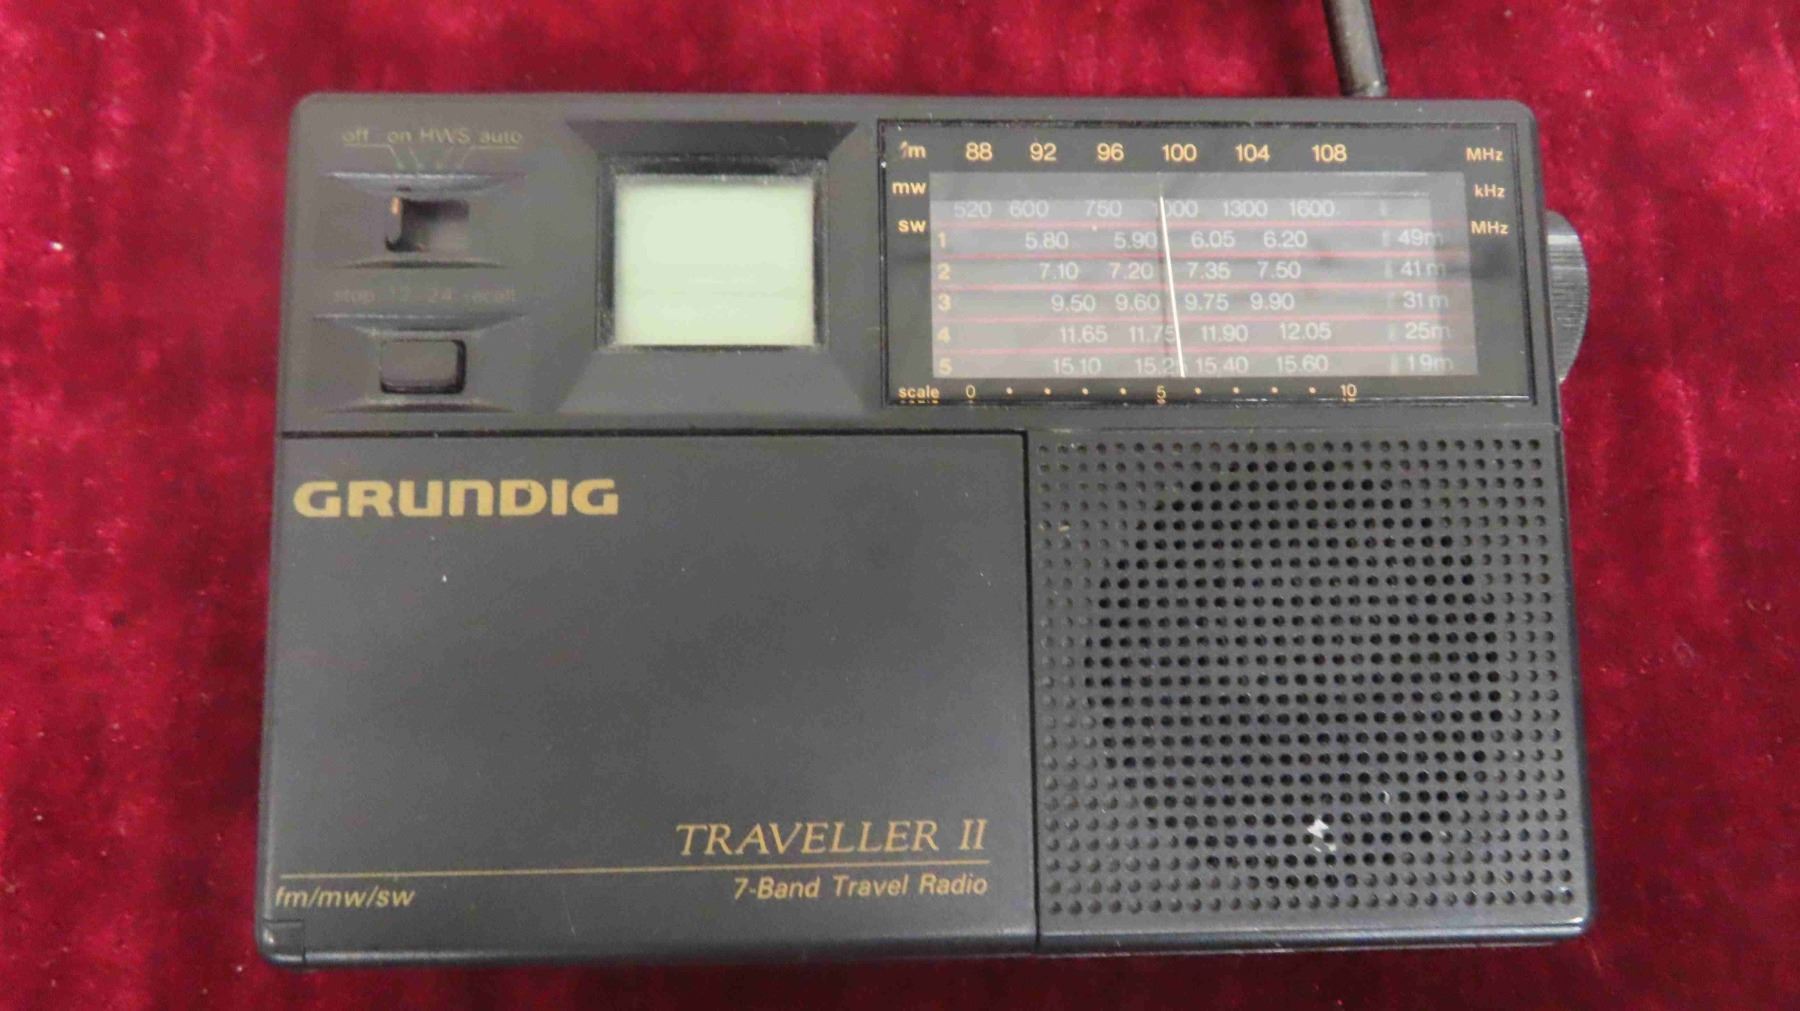 off on HWS auto
stop 12 24 recall
fm 88 92 96 100 104 108 MHz
mw 520 600 750 1300 1600 kHz
sw MHz
1 5.80 5.90 6.05 6.20 49m
2 7.10 7.20 7.35 7.50 41m
3 9.50 9.60 9.75 9.90 31m
4 11.65 11.75 11.90 12.05 25m
5 15.10 15.40 15.60 19m
scale 0 5 10
GRUNDIG
TRAVELLER II
fm/mw/sw
7-Band Travel Radio